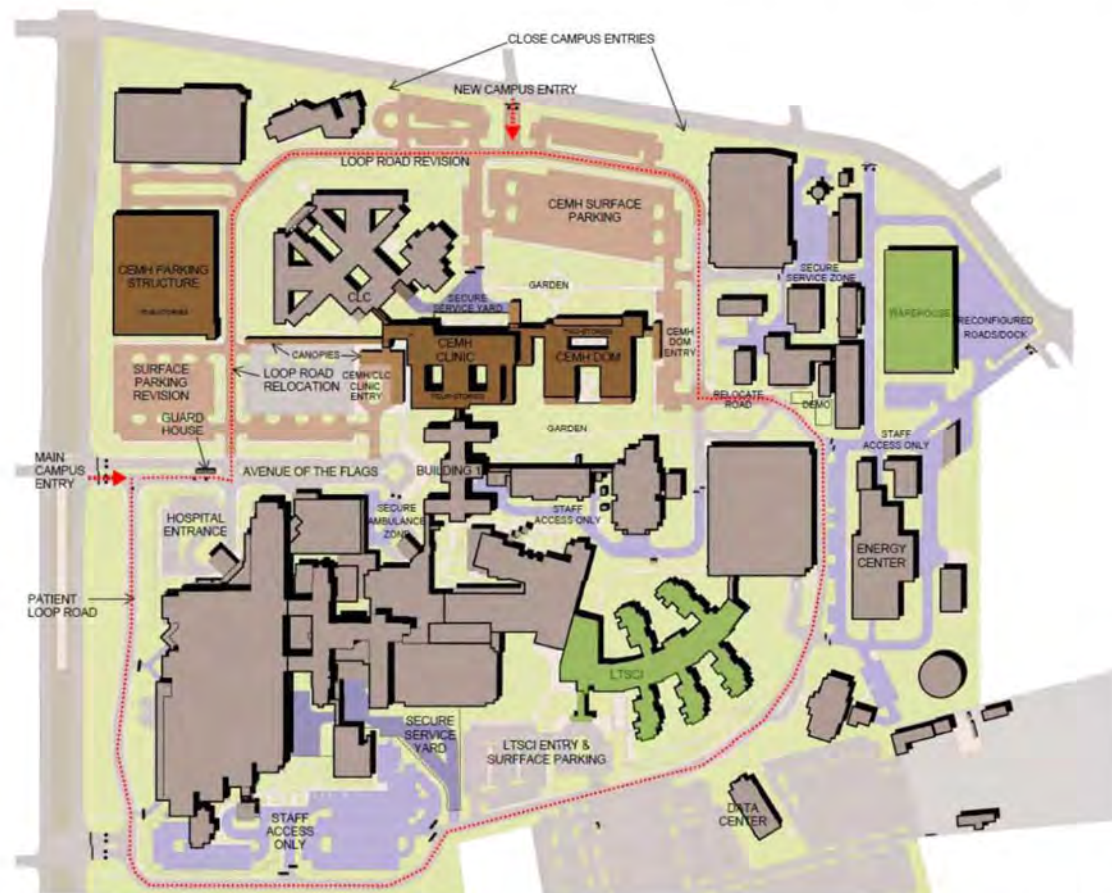 CLOSE CAMPUS ENTRIES
NEW CAMPUS ENTRY
LOOP ROAD REVISION
CEMH SURFACE
PARKING
CEMH PARKING
STRUCTURE
CLC
SECURE
SERVICE YARD
GARDEN
SECURE
SERVICE ZONE
WAREHOUSE
RECONFIGURED
ROADS/DOCK
CANOPIES
CEMH
CLINIC
CEMH DOM
CEMH
DOM
ENTRY
SURFACE
PARKING
REVISION
LOOP ROAD
RELOCATION
CEMH/CLC
CLINIC
ENTRY
RELOCATE
ROAD
DEMO
GUARD
HOUSE
GARDEN
STAFF
ACCESS ONLY
MAIN
CAMPUS
ENTRY
AVENUE OF THE FLAGS
BUILDING 1
HOSPITAL
ENTRANCE
SECURE
AMBULANCE
ZONE
STAFF
ACCESS ONLY
ENERGY
CENTER
PATIENT
LOOP ROAD
LTSCI
SECURE
SERVICE
YARD
LTSCI ENTRY &
SURFFACE PARKING
STAFF
ACCESS
ONLY
DATA
CENTER